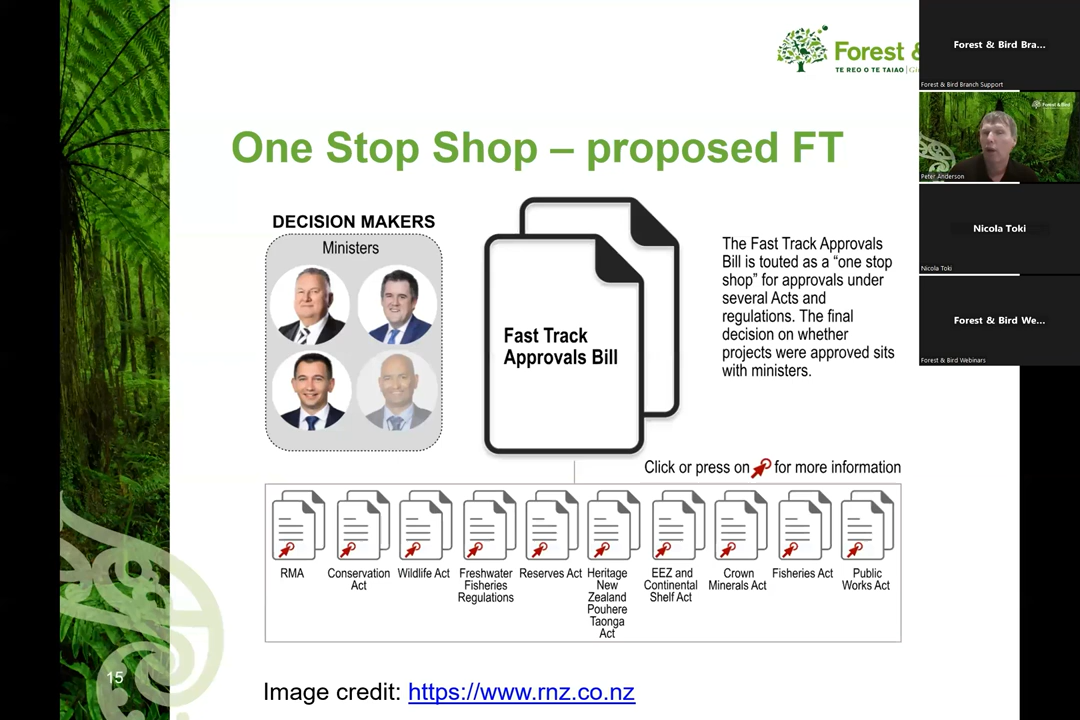 Forest &
TE REO O TE TAIAO |
One Stop Shop – proposed FT
DECISION MAKERS
Ministers
Fast Track
Approvals Bill
The Fast Track Approvals
Bill is touted as a “one stop
shop” for approvals under
several Acts and
regulations. The final
decision on whether
projects were approved sits
with ministers.
Click or press on for more information
RMA
Conservation
Act
Wildlife Act
Freshwater
Fisheries
Regulations
Reserves Act
Heritage
New
Zealand
Pouhere
Taonga
Act
EEZ and
Continental
Shelf Act
Crown
Minerals Act
Fisheries Act
Public
Works Act
15
Image credit: https://www.rnz.co.nz
Forest & Bird Bra...
Forest & Bird Branch Support
Forest & Bird
Peter Anderson
Nicola Toki
Nicola Toki
Forest & Bird We...
Forest & Bird Webinars